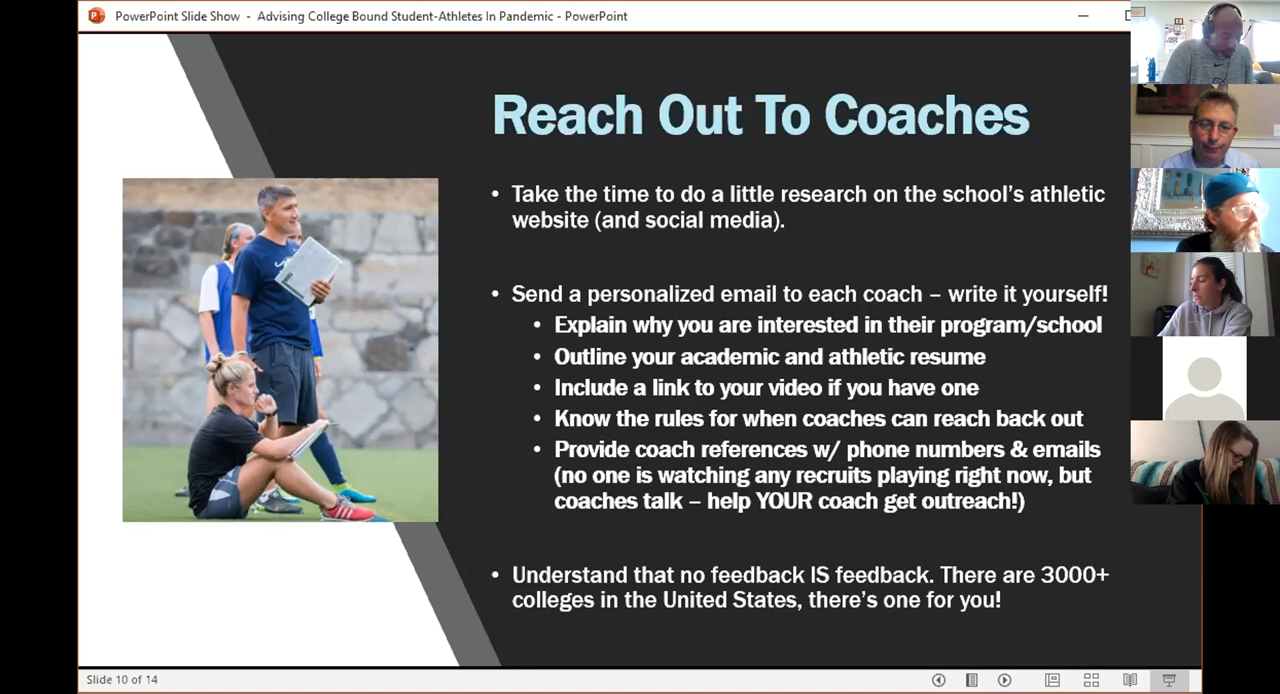 PowerPoint Slide Show - Advising College Bound Student-Athletes In Pandemic - PowerPoint
Reach Out To Coaches
• Take the time to do a little research on the school's athletic
website (and social media).
• Send a personalized email to each coach – write it yourself!
• Explain why you are interested in their program/school
• Outline your academic and athletic resume
• Include a link to your video if you have one
• Know the rules for when coaches can reach back out
• Provide coach references w/ phone numbers & emails
(no one is watching any recruits playing right now, but
coaches talk – help YOUR coach get outreach!)
• Understand that no feedback IS feedback. There are 3000+
colleges in the United States, there's one for you!
Slide 10 of 14